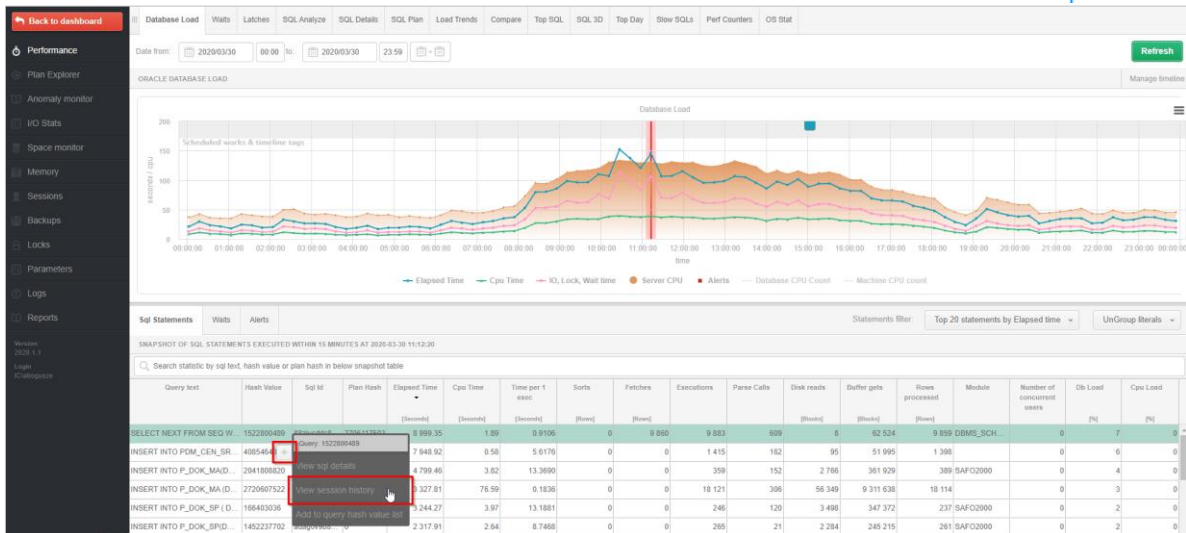 Back to dashboard
Performance
Plan Explorer
Anomaly monitor
I/O Stats
Space monitor
Memory
Sessions
Backups
Locks
Parameters
Logs
Reports
Version:
2020.1.1
Login
Database Load Waits Latches SQL Analyze SQL Details SQL Plan Load Trends Compare Top SQL SQL 3D Top Day Slow SQLs Perf Counters OS Stat
Date from: 2020/03/30 00:00 to: 2020/03/30 23:59 Refresh
ORACLE DATABASE LOAD Manage timeline
Database Load
Scheduled works & timeline tags
200
150
100
50
0
seconds / cpu
00:00:00 01:00:00 02:00:00 03:00:00 04:00:00 05:00:00 06:00:00 07:00:00 08:00:00 09:00:00 10:00:00 11:00:00 12:00:00 13:00:00 14:00:00 15:00:00 16:00:00 17:00:00 18:00:00 19:00:00 20:00:00 21:00:00 22:00:00 23:00:00 00:00:00
time
Elapsed Time Cpu Time IO, Lock, Wait time Server CPU Alerts Database CPU Count Machine CPU count
Sql Statements Waits Alerts Statements filter: Top 20 statements by Elapsed time UnGroup literals
SNAPSHOT OF SQL STATEMENTS EXECUTED WITHIN 15 MINUTES AT 2020-03-30 11:12:20
Search statistic by sql text, hash value or plan hash in below snapshot table
Query text Hash Value Sql Id Plan Hash Elapsed Time Cpu Time Time per 1 exec Sorts Fetches Executions Parse Calls Disk reads Buffer gets Rows processed Module Number of concurrent users Db Load Cpu Load
[Seconds] [Seconds] [Seconds] [Rows] [Rows] [Blocks] [Blocks] [Rows] [%] [%]
SELECT NEXT FROM SEQ W... 1522800489 8 999.35 1.89 0.9106 0 9 860 9 883 609 8 62 524 9 859 DBMS_SCH... 0 7 0
Query: 1522800489
INSERT INTO PDM_CEN_SR... 7 948.92 0.58 5.6176 0 0 1 415 182 95 51 995 1 398 0 6 0
View sql details
INSERT INTO P_DOK_MA(D... 2041808820 4 799.46 3.82 13.3690 0 0 359 152 2 766 361 929 389 SAFO2000 0 4 0
View session history
INSERT INTO P_DOK_MA (D... 2720607522 327.81 76.59 0.1836 0 0 18 121 306 56 349 9 311 638 18 114 0 3 0
Add to query hash value list
INSERT INTO P_DOK_SP ( D... 166403036 3 244.27 3.97 13.1881 0 0 246 120 3 498 347 372 237 SAFO2000 0 2 0
INSERT INTO P_DOK_SP(D... 1452237702 0 2 317.91 2.64 8.7468 0 0 265 21 2 284 245 215 261 SAFO2000 0 2 0